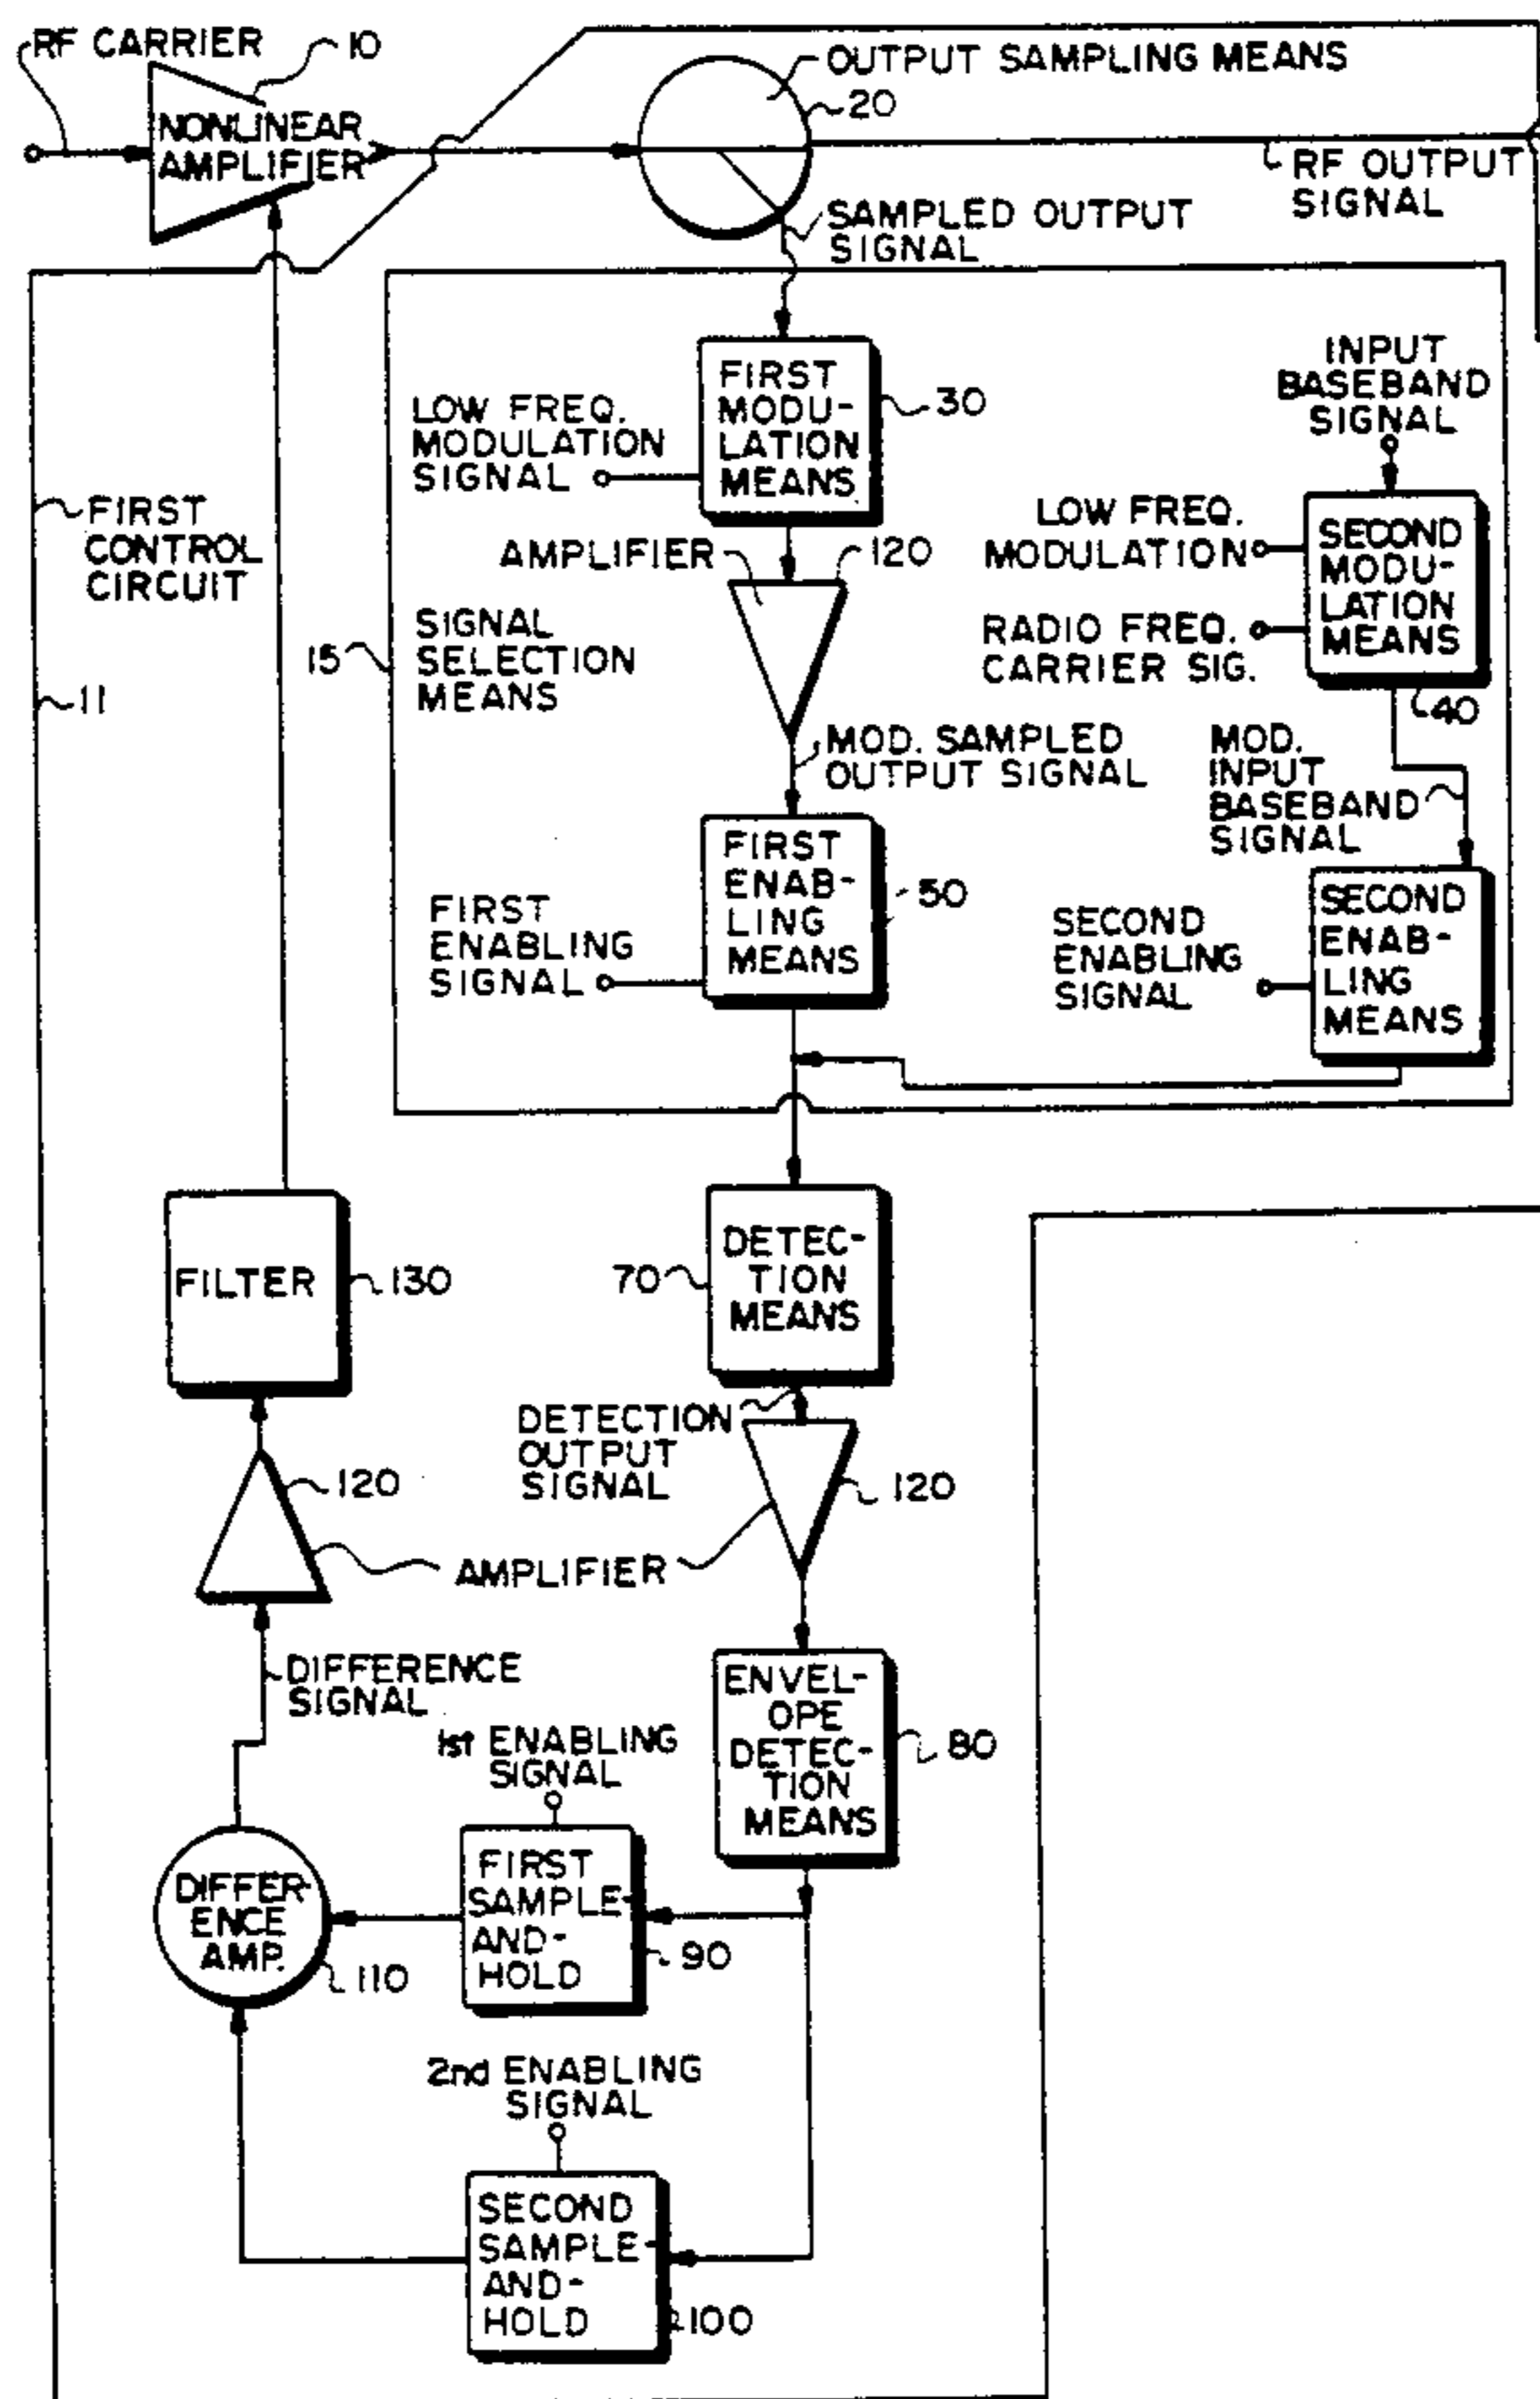 RF CARRIER
10
NONLINEAR
AMPLIFIER
OUTPUT SAMPLING MEANS
20
RF OUTPUT
SIGNAL
SAMPLED OUTPUT
SIGNAL
FIRST
MODU-
LATION
MEANS
30
LOW FREQ.
MODULATION
SIGNAL
INPUT
BASEBAND
SIGNAL
FIRST
CONTROL
CIRCUIT
11
AMPLIFIER
120
LOW FREQ.
MODULATION
RADIO FREQ.
CARRIER SIG.
SECOND
MODU-
LATION
MEANS
40
15
SIGNAL
SELECTION
MEANS
MOD. SAMPLED
OUTPUT SIGNAL
MOD.
INPUT
BASEBAND
SIGNAL
FIRST
ENAB-
LING
MEANS
50
FIRST
ENABLING
SIGNAL
SECOND
ENABLING
SIGNAL
SECOND
ENAB-
LING
MEANS
FILTER
130
70
DETEC-
TION
MEANS
DETECTION
OUTPUT
SIGNAL
120
120
AMPLIFIER
DIFFERENCE
SIGNAL
ENVEL-
OPE
DETEC-
TION
MEANS
80
1st ENABLING
SIGNAL
DIFFER-
ENCE
AMP.
110
FIRST
SAMPLE-
AND-
HOLD
90
2nd ENABLING
SIGNAL
SECOND
SAMPLE-
AND-
HOLD
100